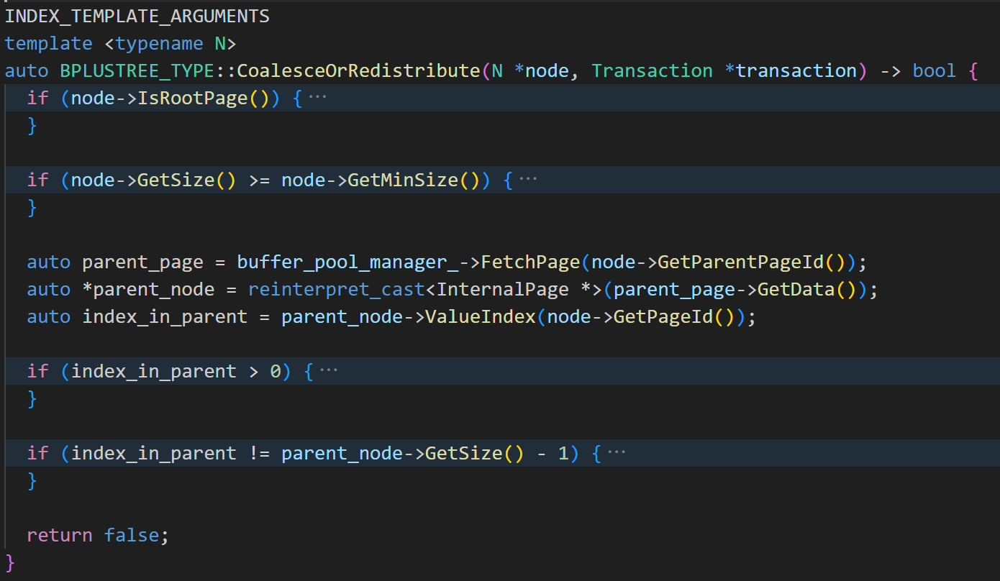 INDEX_TEMPLATE_ARGUMENTS
template <typename N>
auto BPLUSTREE_TYPE::CoalesceOrRedistribute(N *node, Transaction *transaction) -> bool {
  if (node->IsRootPage()) { ···
  }

  if (node->GetSize() >= node->GetMinSize()) { ···
  }

  auto parent_page = buffer_pool_manager_->FetchPage(node->GetParentPageId());
  auto *parent_node = reinterpret_cast<InternalPage *>(parent_page->GetData());
  auto index_in_parent = parent_node->ValueIndex(node->GetPageId());

  if (index_in_parent > 0) { ···
  }

  if (index_in_parent != parent_node->GetSize() - 1) { ···
  }

  return false;
}